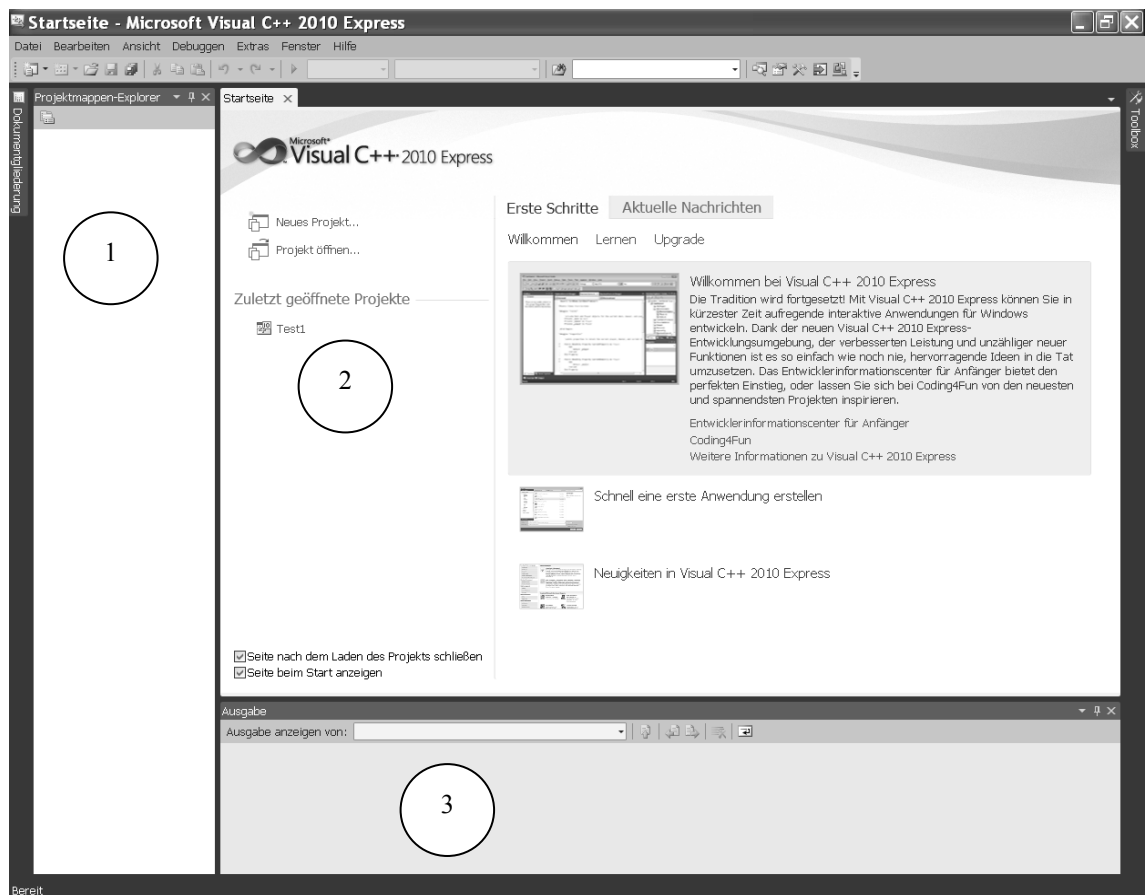 Startseite - Microsoft Visual C++ 2010 Express
Datei Bearbeiten Ansicht Debuggen Extras Fenster Hilfe
Dokumentgliederung
Projektmappen-Explorer
1
Startseite
Toolbox
Microsoft®
Visual C++ 2010 Express
Neues Projekt...
Projekt öffnen...
Zuletzt geöffnete Projekte
Test1
2
Seite nach dem Laden des Projekts schließen
Seite beim Start anzeigen
Erste Schritte Aktuelle Nachrichten
Willkommen Lernen Upgrade
Willkommen bei Visual C++ 2010 Express
Die Tradition wird fortgesetzt! Mit Visual C++ 2010 Express können Sie in
kürzester Zeit aufregende interaktive Anwendungen für Windows
entwickeln. Dank der neuen Visual C++ 2010 Express-
Entwicklungsumgebung, der verbesserten Leistung und unzähliger neuer
Funktionen ist es so einfach wie noch nie, hervorragende Ideen in die Tat
umzusetzen. Das Entwicklerinformationscenter für Anfänger bietet den
perfekten Einstieg, oder lassen Sie sich bei Coding4Fun von den neuesten
und spannendsten Projekten inspirieren.
Entwicklerinformationscenter für Anfänger
Coding4Fun
Weitere Informationen zu Visual C++ 2010 Express
Schnell eine erste Anwendung erstellen
Neuigkeiten in Visual C++ 2010 Express
Ausgabe
Ausgabe anzeigen von:
3
Bereit